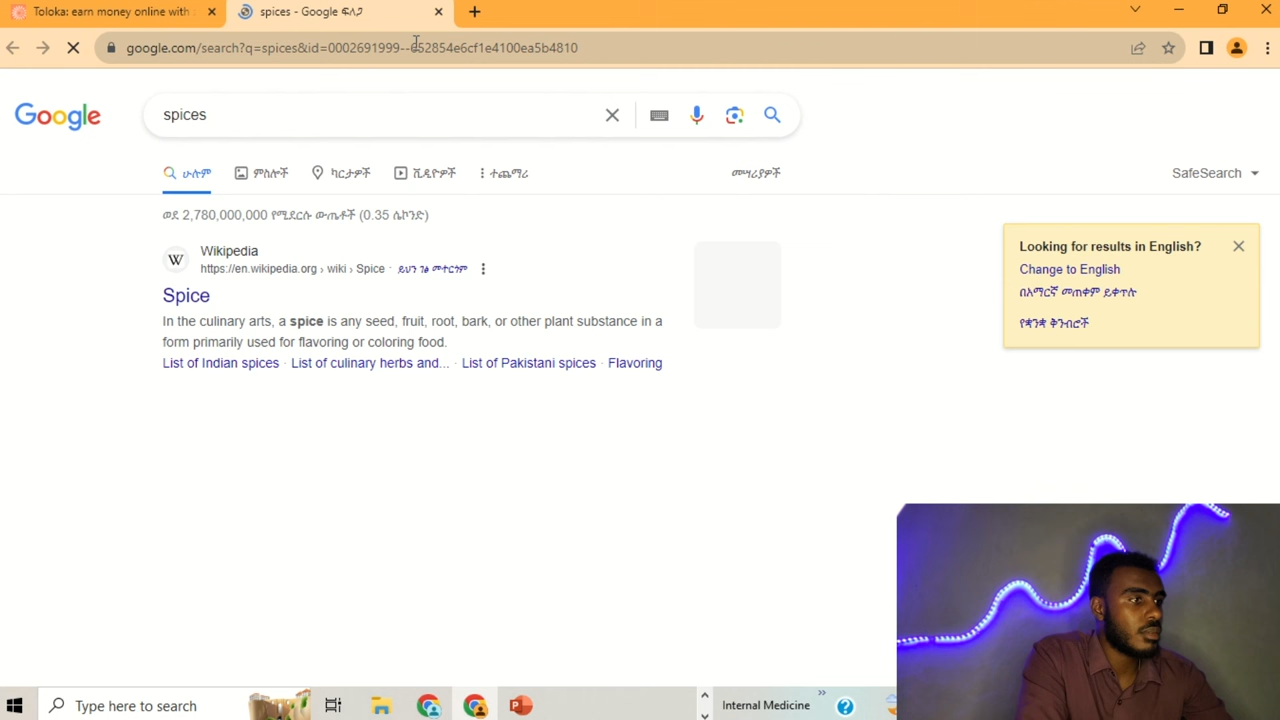 Toloka: earn money online with
spices - Google ፍለጋ
google.com/search?q=spices&id=0002691999--652854e6cf1e4100ea5b4810
Google
spices
ሁሉም
ምስሎች
ካርታዎች
ቪዲዮዎች
ተጨማሪ
መሣሪያዎች
SafeSearch
ወደ 2,780,000,000 የሚደርሱ ውጤቶች (0.35 ሴኮንድ)
W
Wikipedia
https://en.wikipedia.org › wiki › Spice · ይህን ገፅ መተርጎም
Spice
In the culinary arts, a spice is any seed, fruit, root, bark, or other plant substance in a
form primarily used for flavoring or coloring food.
List of Indian spices · List of culinary herbs and... · List of Pakistani spices · Flavoring
Looking for results in English?
Change to English
በአማርኛ መጠቀም ይቀጥሉ
የቋንቋ ቅንብሮች
Type here to search
Internal Medicine